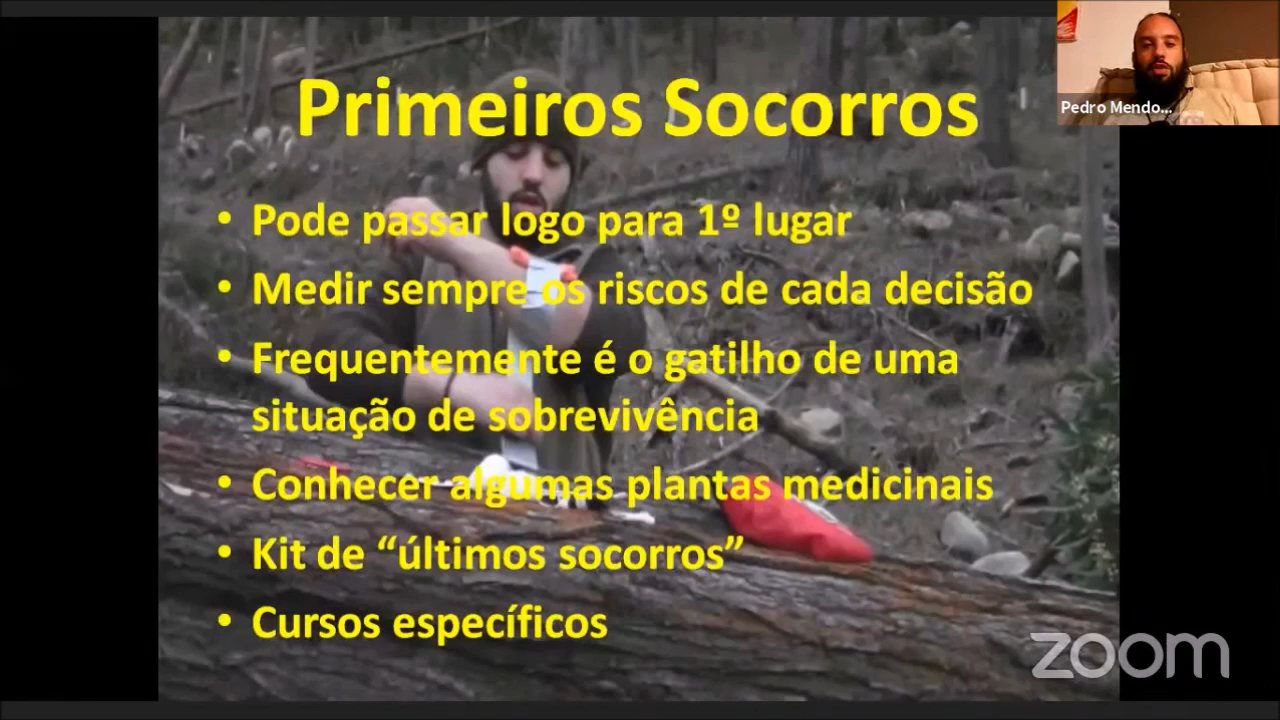 Primeiros Socorros
Pedro Mendo...
• Pode passar logo para 1º lugar
• Medir sempre os riscos de cada decisão
• Frequentemente é o gatilho de uma
situação de sobrevivência
• Conhecer algumas plantas medicinais
• Kit de “últimos socorros”
• Cursos específicos
zoom